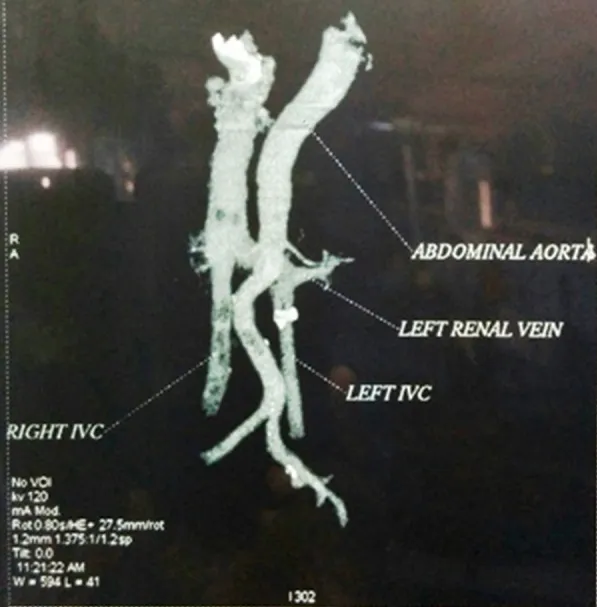 R
A
ABDOMINAL AORTA
LEFT RENAL VEIN
LEFT IVC
RIGHT IVC
No VOI
kv 120
mA Mod.
Rot 0.80s/HE+ 27.5mm/rot
1.2mm 1.375:1/1.2sp
Tilt: 0.0
11:21:22 AM
W = 594 L = 41
1302